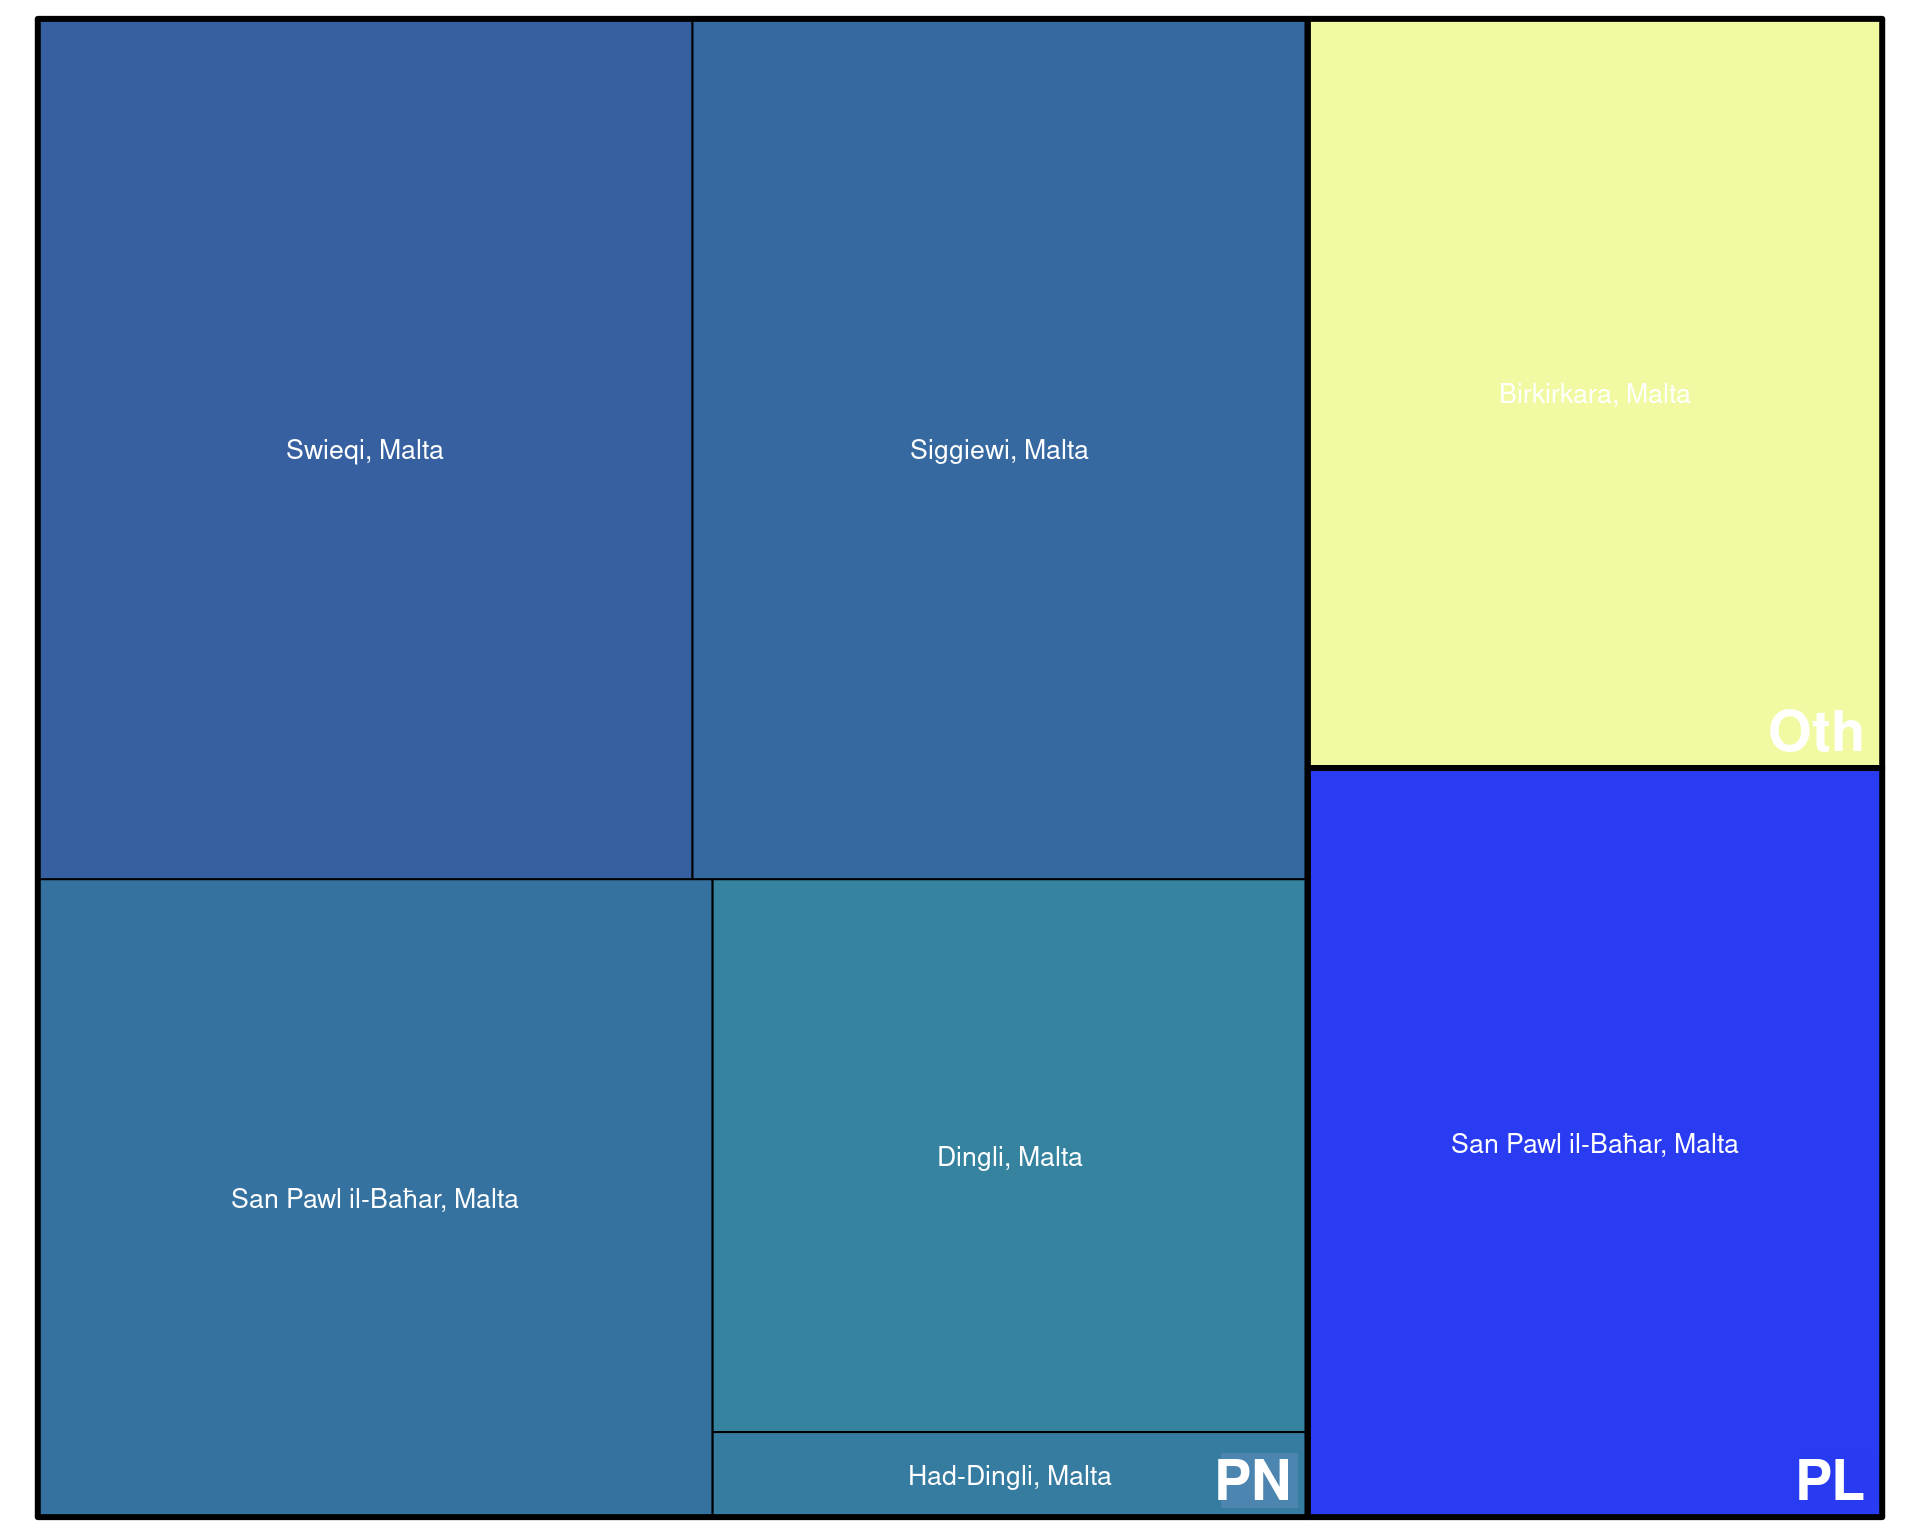 Swieqi, Malta
Siggiewi, Malta
Birkirkara, Malta
Oth
San Pawl il-Baħar, Malta
Dingli, Malta
Had-Dingli, Malta
PN
San Pawl il-Baħar, Malta
PL